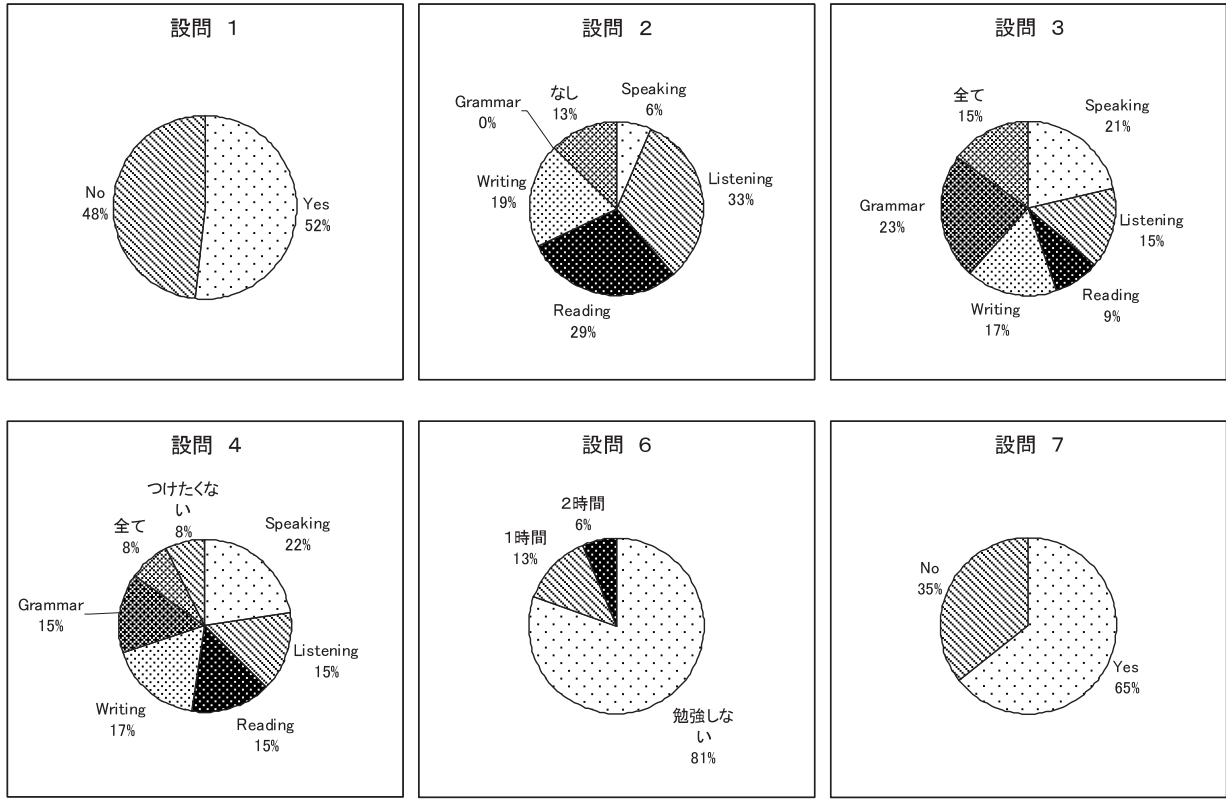 設問 1
No
48%
Yes
52%
設問 2
Grammar
0%
なし
13%
Speaking
6%
Writing
19%
Listening
33%
Reading
29%
設問 3
全て
15%
Speaking
21%
Grammar
23%
Listening
15%
Writing
17%
Reading
9%
設問 4
つけたくな
い
8%
全て
8%
Speaking
22%
Grammar
15%
Listening
15%
Writing
17%
Reading
15%
設問 6
2時間
6%
1時間
13%
勉強しな
い
81%
設問 7
No
35%
Yes
65%